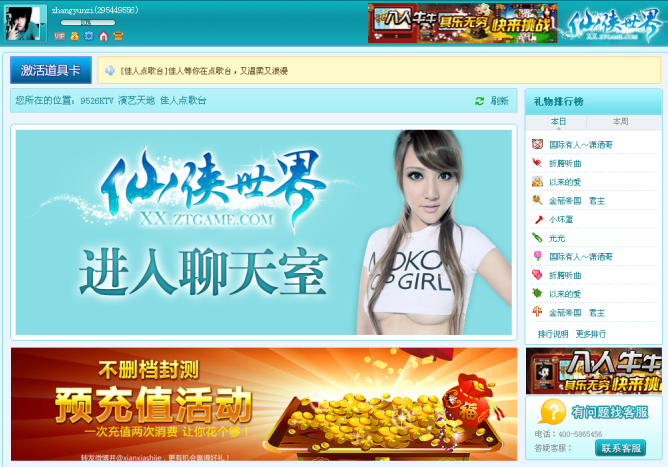 zhangyunzi(295449556)
VIP
八人牛牛
其乐无穷 快来挑战
仙侠世界
XX.ZTGAME.COM
激活道具卡
[佳人点歌台]佳人等你在点歌台,又温柔又浪漫
您所在的位置: 9526KTV 演艺天地 佳人点歌台
刷新
礼物排行榜
本日
本周
仙侠世界
XX.ZTGAME.COM
进入聊天室
国际有人～潇洒哥
折腾听曲
以来的愛
金冠帝国 君主
小坏蛋
光光
国际有人～潇洒哥
折腾听曲
以来的愛
金冠帝国 君主
排行说明 更多排行
不删档封测
预充值活动
一次充值两次消费 让你花个够!
转发微博并@xianxiashijie,更有机会赢得好礼!
福
八人牛牛
其乐无穷 快来挑战
有问题找客服
电话: 400-5865456
答疑客服:
联系客服